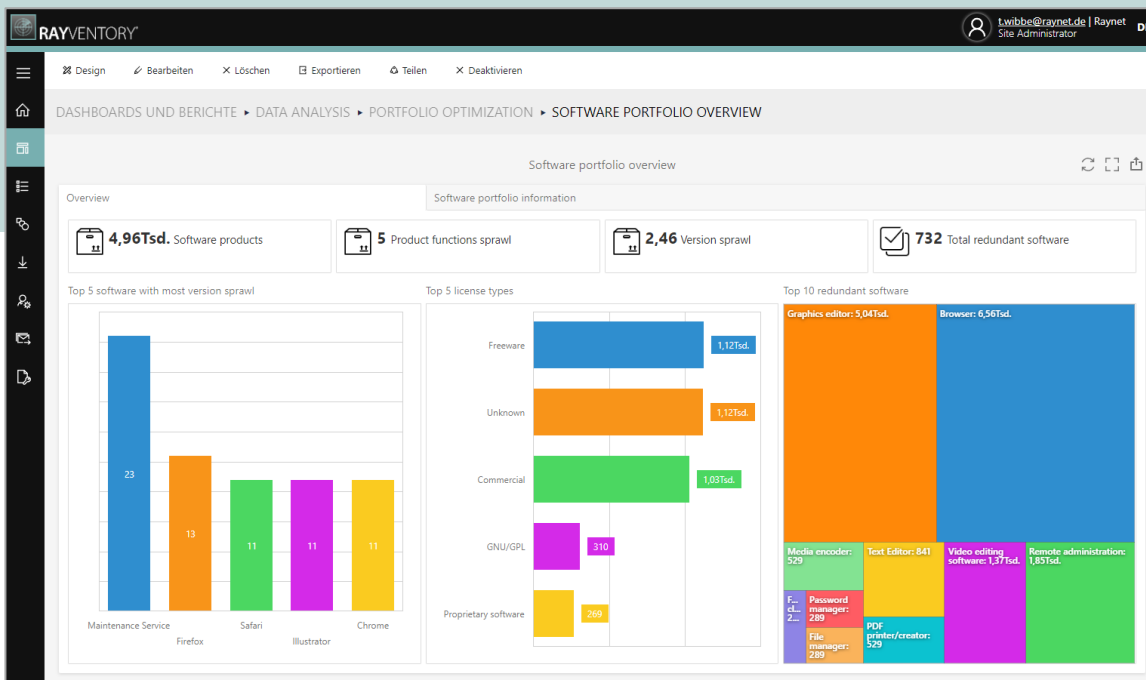 RAYVENTORY
t.wibbe@raynet.de | Raynet
Site Administrator
Design Bearbeiten Löschen Exportieren Teilen Deaktivieren
DASHBOARDS UND BERICHTE ▸ DATA ANALYSIS ▸ PORTFOLIO OPTIMIZATION ▸ SOFTWARE PORTFOLIO OVERVIEW
Software portfolio overview
Overview
Software portfolio information
4,96Tsd. Software products
5 Product functions sprawl
2,46 Version sprawl
732 Total redundant software
Top 5 software with most version sprawl
23
13
11
11
11
Maintenance Service
Firefox
Safari
Illustrator
Chrome
Top 5 license types
Freeware
1,12Tsd.
Unknown
1,12Tsd.
Commercial
1,03Tsd.
GNU/GPL
310
Proprietary software
269
Top 10 redundant software
Graphics editor: 5,04Tsd.
Browser: 6,56Tsd.
Media encoder:
529
Text Editor: 841
Video editing
software: 1,37Tsd.
Remote administration:
1,85Tsd.
F...
d...
2...
Password
manager:
289
File
manager:
289
PDF
printer/creator:
529